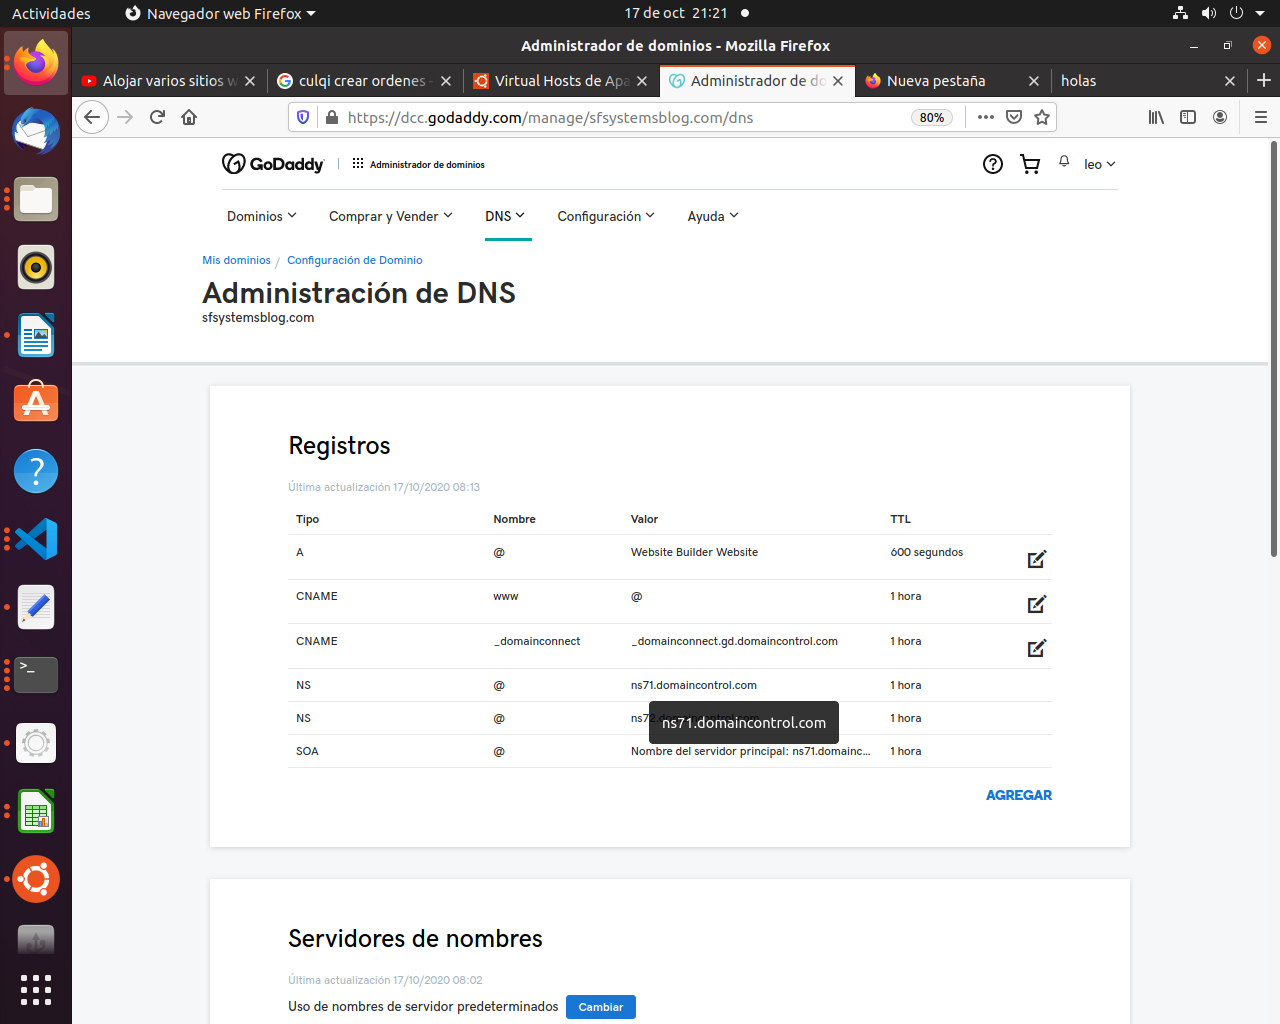 Actividades
Navegador web Firefox
17 de oct 21:21
Administrador de dominios - Mozilla Firefox
Alojar varios sitios w
culqi crear ordenes -
Virtual Hosts de Apa
Administrador de do
Nueva pestaña
holas
https://dcc.godaddy.com/manage/sfsystemsblog.com/dns
80%
GoDaddy
Administrador de dominios
leo
Dominios
Comprar y Vender
DNS
Configuración
Ayuda
Mis dominios / Configuración de Dominio
Administración de DNS
sfsystemsblog.com
Registros
Última actualización 17/10/2020 08:13
Tipo Nombre Valor TTL
A @ Website Builder Website 600 segundos
CNAME www @ 1 hora
CNAME _domainconnect _domainconnect.gd.domaincontrol.com 1 hora
NS @ ns71.domaincontrol.com 1 hora
NS @ ns72.domaincontrol.com 1 hora
ns71.domaincontrol.com
SOA @ Nombre del servidor principal: ns71.domainc... 1 hora
AGREGAR
Servidores de nombres
Última actualización 17/10/2020 08:02
Uso de nombres de servidor predeterminados
Cambiar